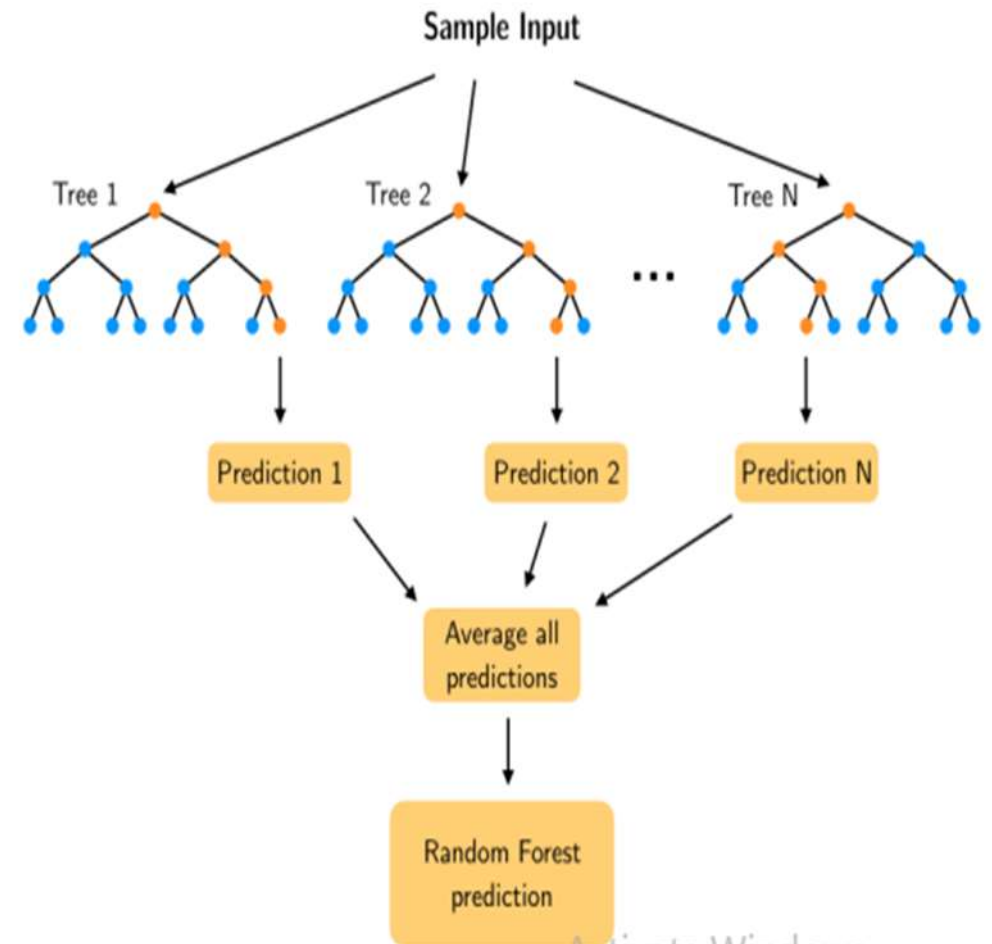 Sample Input
Tree 1
Tree 2
Tree N
...
Prediction 1
Prediction 2
Prediction N
Average all
predictions
Random Forest
prediction